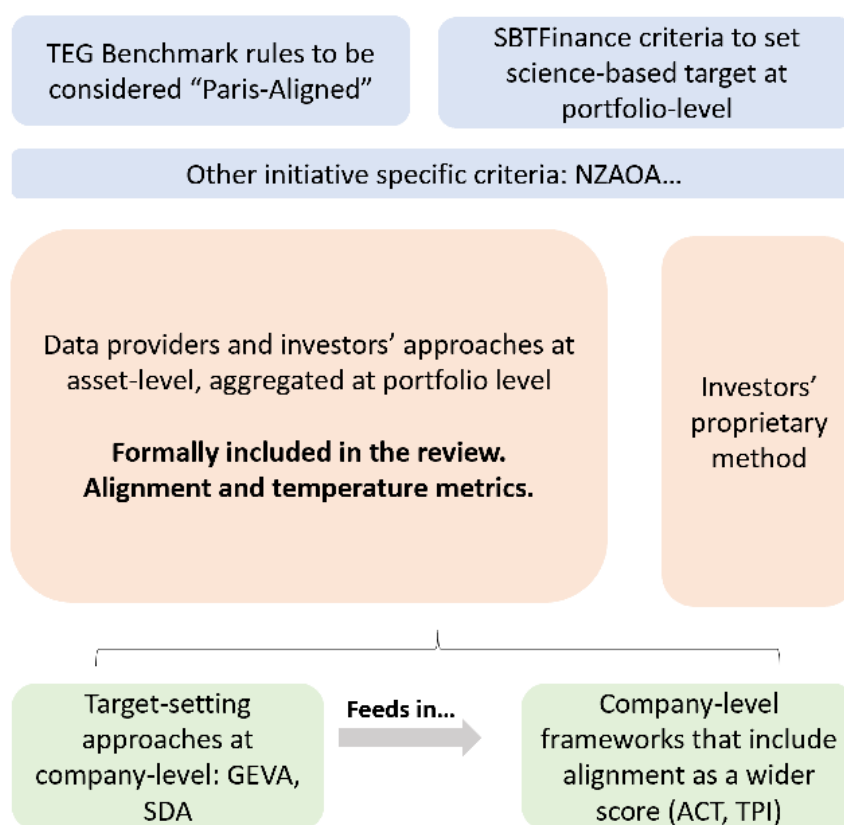 TEG Benchmark rules to be
considered “Paris-Aligned”
SBTFinance criteria to set
science-based target at
portfolio-level
Other initiative specific criteria: NZAOA…
Data providers and investors’ approaches at
asset-level, aggregated at portfolio level
Formally included in the review.
Alignment and temperature metrics.
Investors’
proprietary
method
Target-setting
approaches at
company-level: GEVA,
SDA
Feeds in…
Company-level
frameworks that include
alignment as a wider
score (ACT, TPI)